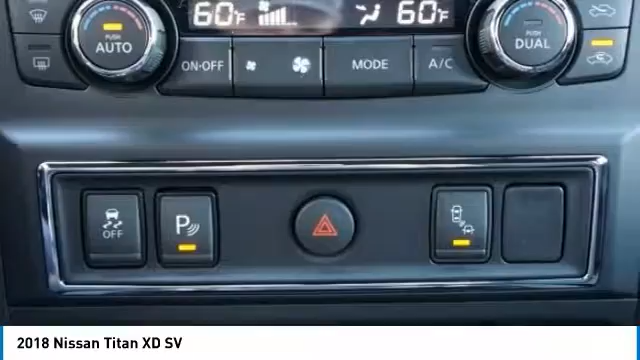 60°F 60°F
PUSH
AUTO
ON·OFF
MODE
A/C
PUSH
DUAL
OFF
P
2018 Nissan Titan XD SV